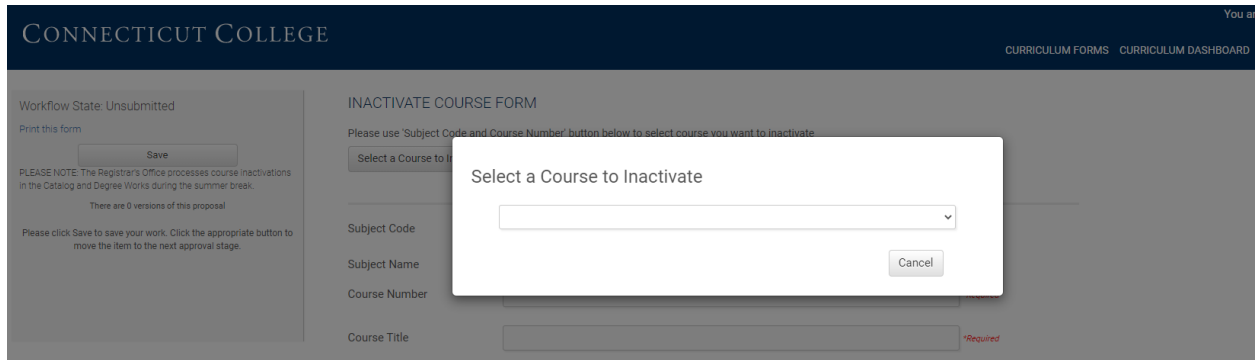 You
CONNECTICUT COLLEGE
CURRICULUM FORMS CURRICULUM DASHBOARD
Workflow State: Unsubmitted
Print this form
Save
PLEASE NOTE: The Registrar's Office processes course inactivations
in the Catalog and Degree Works during the summer break.
There are 0 versions of this proposal
Please click Save to save your work. Click the appropriate button to
move the item to the next approval stage.
INACTIVATE COURSE FORM
Please use 'Subject Code and Course Number' button below to select course you want to inactivate
Select a Course to
Select a Course to Inactivate
Cancel
Subject Code
Subject Name
Course Number
Course Title
*Required